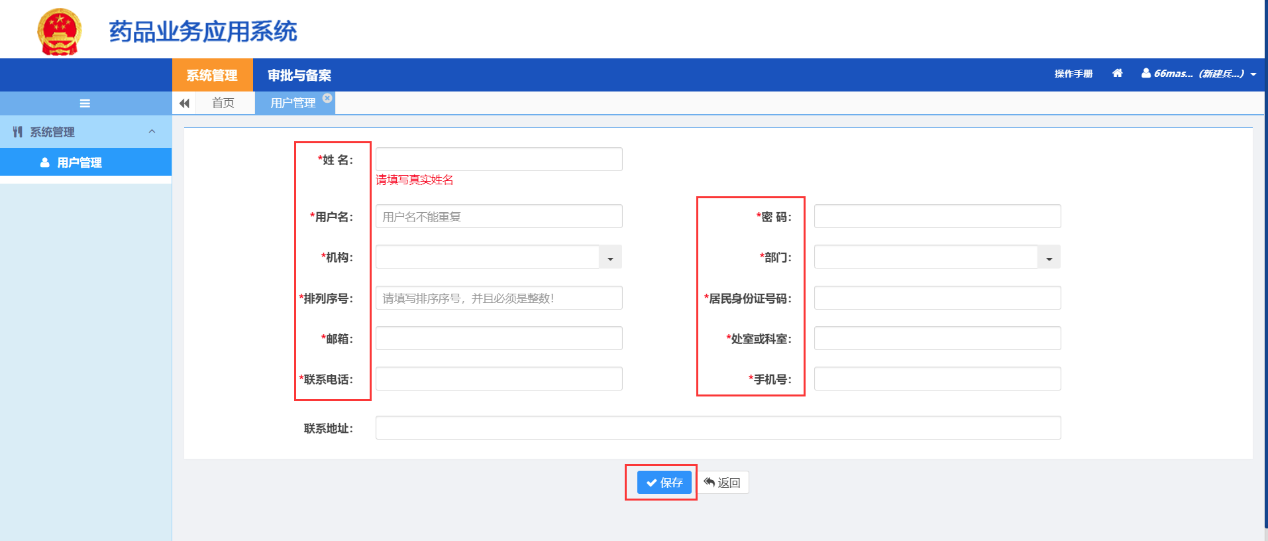 药品业务应用系统
系统管理 审批与备案 操作手册 66mas... (新建兵...)
首页 用户管理
系统管理
用户管理
*姓 名:
请填写真实姓名
*用户名: 用户名不能重复 *密 码:
*机构: *部门:
*排列序号: 请填写排序序号，并且必须是整数! *居民身份证号码:
*邮箱: *处室或科室:
*联系电话: *手机号:
联系地址:
保存 返回